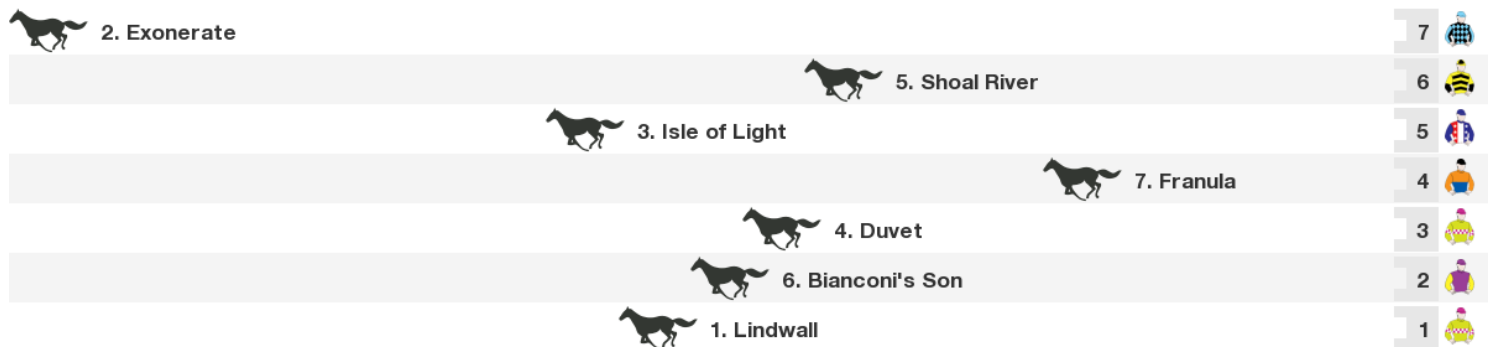 2. Exonerate 7
5. Shoal River 6
3. Isle of Light 5
7. Franula 4
4. Duvet 3
6. Bianconi's Son 2
1. Lindwall 1